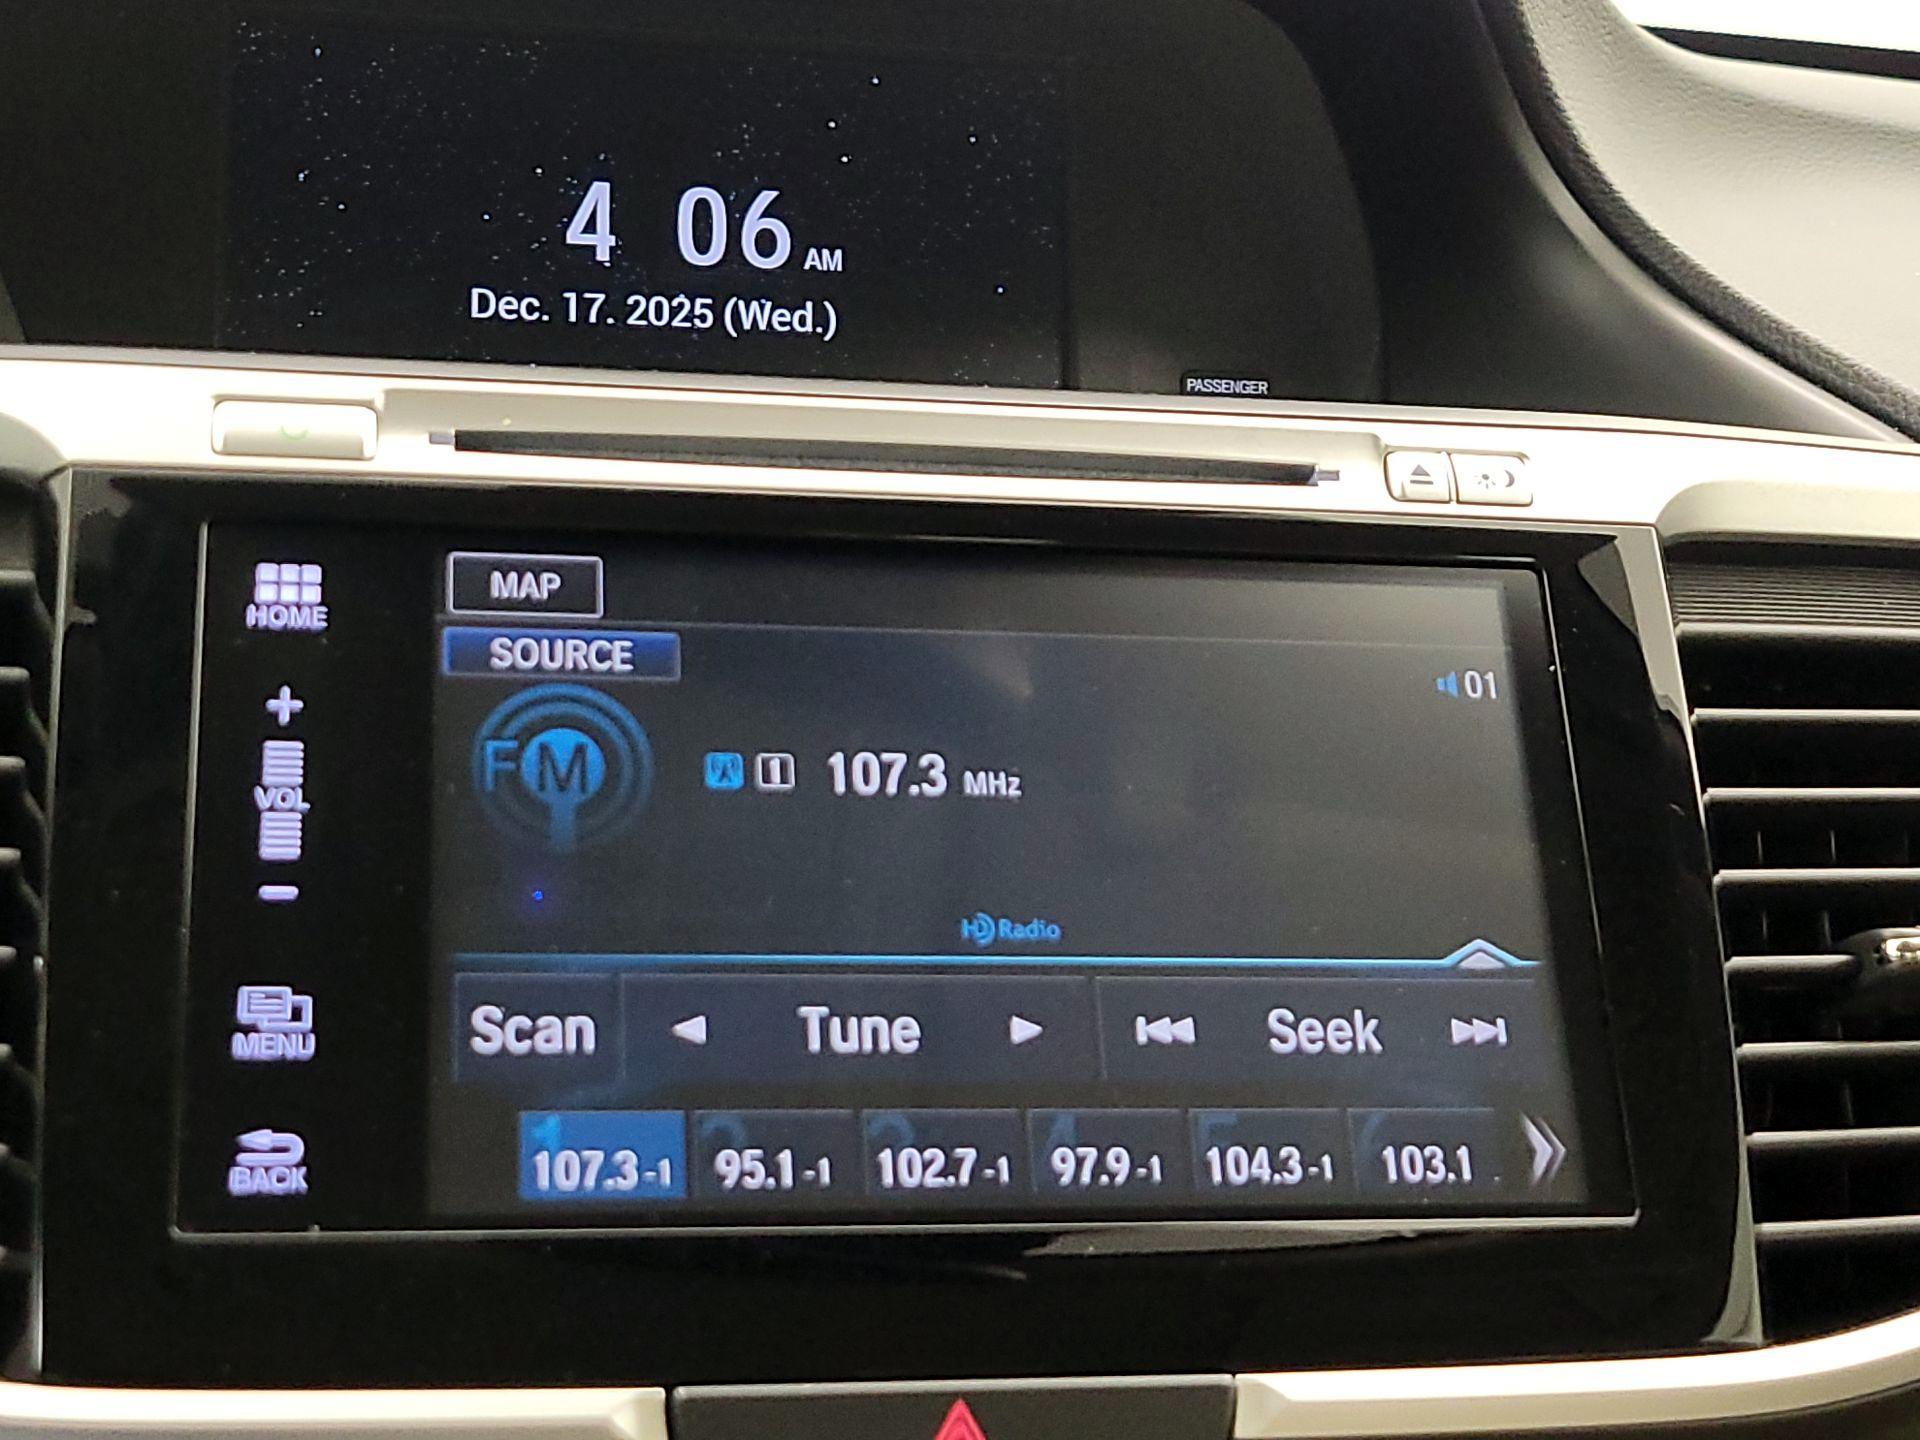 4 06 AM
Dec. 17. 2025 (Wed.)
PASSENGER
HOME
MAP
SOURCE
01
+
VOL
-
FM
1 107.3 MHz
HD Radio
MENU
Scan Tune Seek
BACK
1 107.3-1 95.1-1 102.7-1 97.9-1 104.3-1 103.1